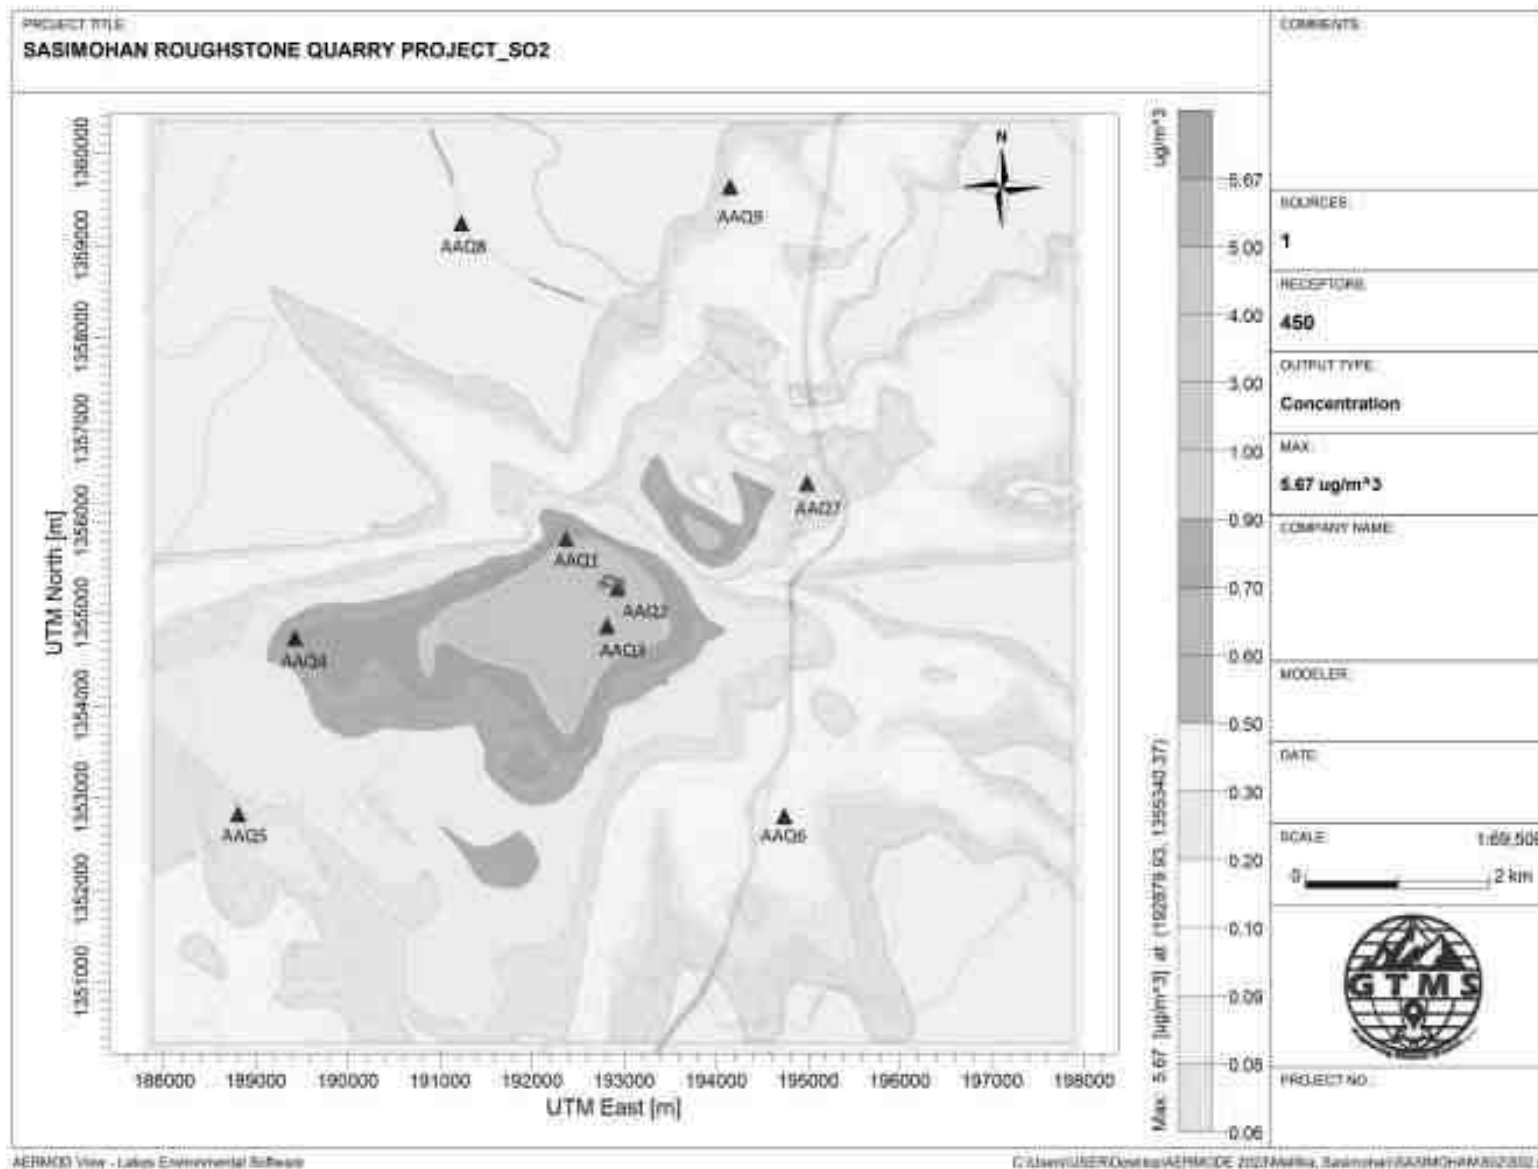 PROJECT TITLE:
SASIMOHAN ROUGHSTONE QUARRY PROJECT_SO2
COMMENTS:
SOURCES:
1
RECEPTORS:
450
OUTPUT TYPE:
Concentration
MAX:
5.67 ug/m^3
COMPANY NAME:
MODELER:
DATE:
SCALE:
1:69,508
0
2 km
GTMS
PROJECT NO.:
UTM North [m]
1360000
1359000
1358000
1357000
1356000
1355000
1354000
1353000
1352000
1351000
N
AAQ9
AAQ8
AAQ7
AAQ1
AAQ2
AAQ3
AAQ4
AAQ5
AAQ6
188000 189000 190000 191000 192000 193000 194000 195000 196000 197000 198000
UTM East [m]
ug/m^3
5.67
5.00
4.00
3.00
1.00
0.90
0.70
0.60
0.50
0.30
0.20
0.10
0.09
0.08
0.06
Max: 5.67 [ug/m^3] at (192879.93, 1355340.37)
AERMOD View - Lakes Environmental Software